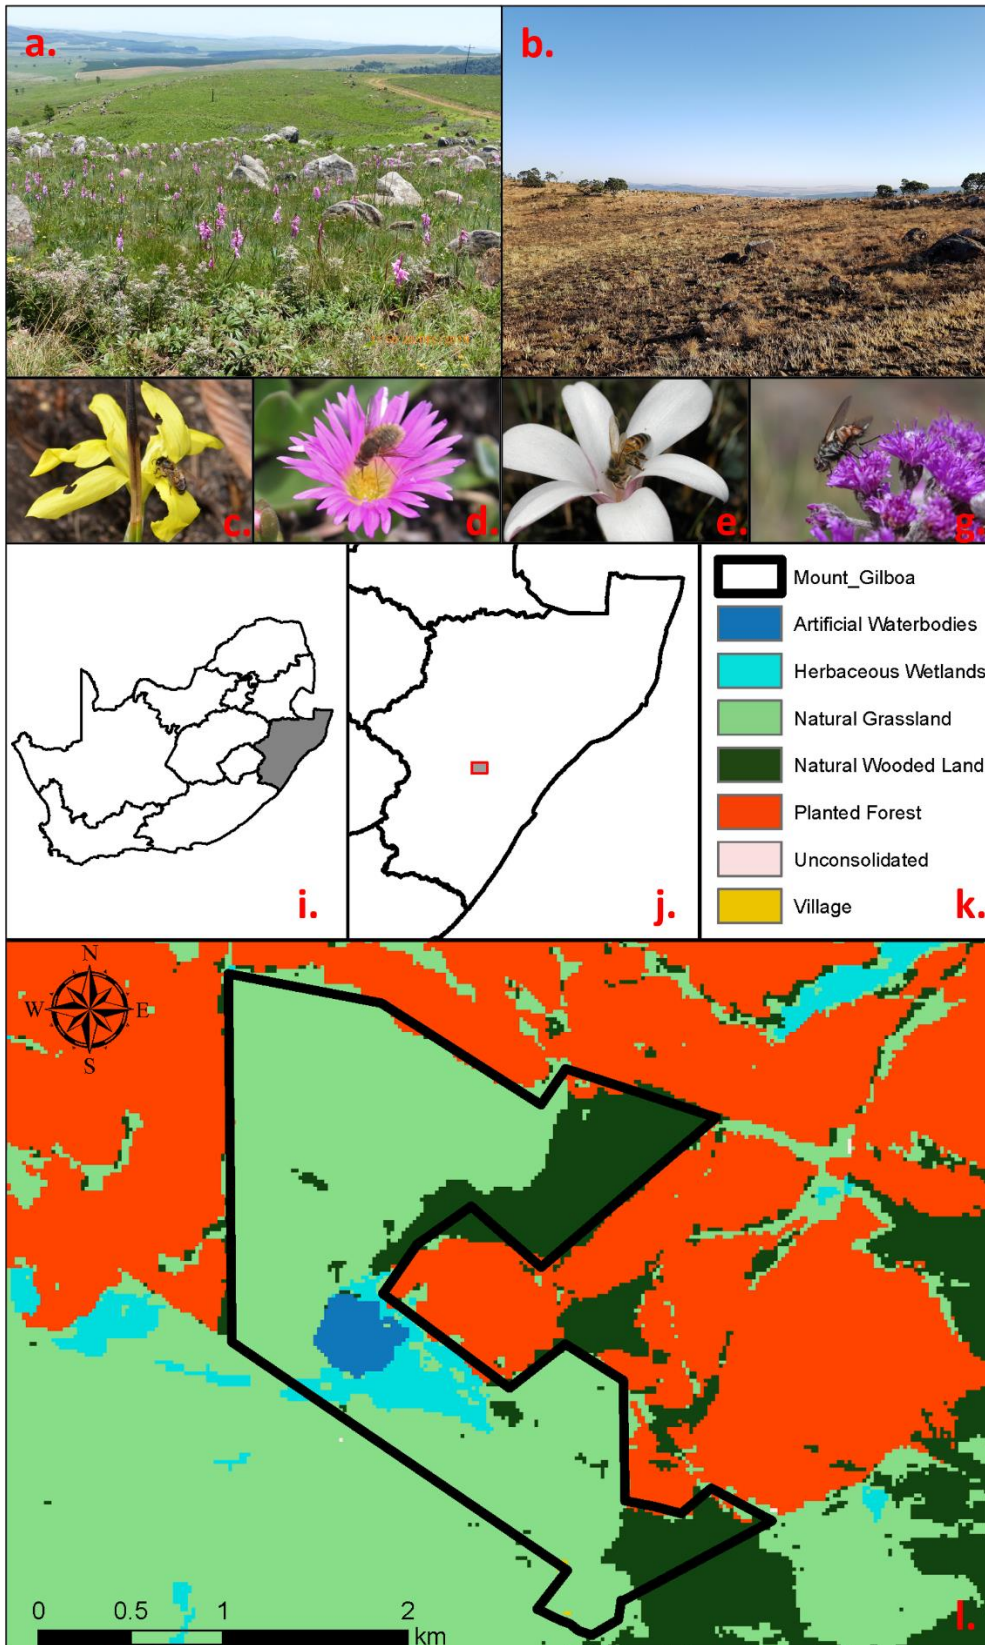 a.
b.
c.
d.
e.
g.
i.
j.
k.
Mount_Gilboa
Artificial Waterbodies
Herbaceous Wetlands
Natural Grassland
Natural Wooded Land
Planted Forest
Unconsolidated
Village
N
W E
S
0 0.5 1 2
km
l.